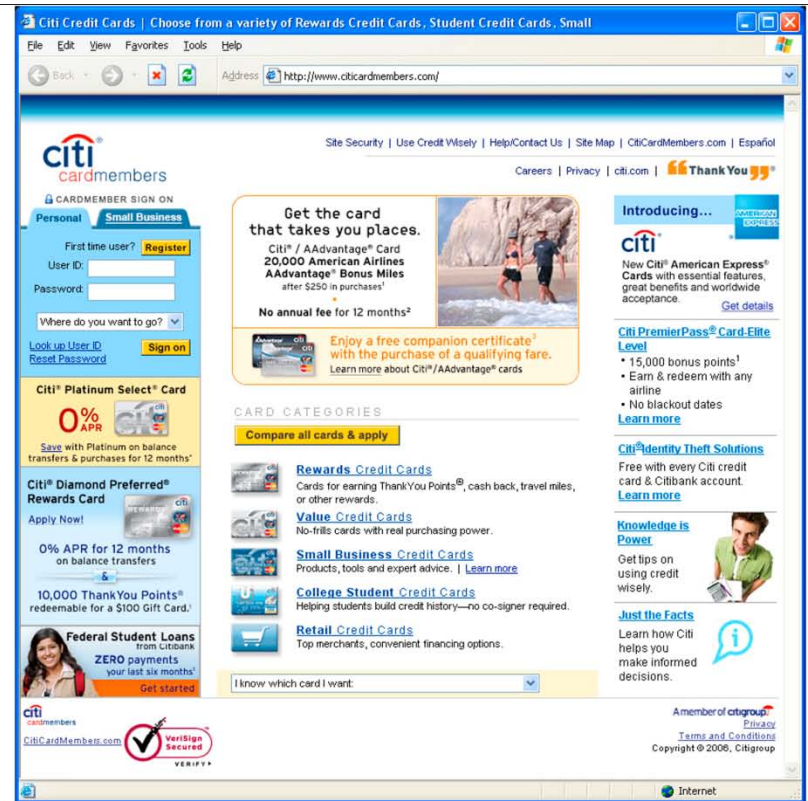 Citi Credit Cards | Choose from a variety of Rewards Credit Cards, Student Credit Cards, Small
File Edit View Favorites Tools Help
Back
Address http://www.citicardmembers.com/
citi®
cardmembers
Site Security | Use Credit Wisely | Help/Contact Us | Site Map | CitiCardMembers.com | Español
Careers | Privacy | citi.com | Thank You®
CARDMEMBER SIGN ON
Personal Small Business
First time user? Register
User ID:
Password:
Where do you want to go?
Look up User ID
Reset Password
Sign on
Citi® Platinum Select® Card
0%
APR
Save with Platinum on balance
transfers & purchases for 12 months*
Citi® Diamond Preferred®
Rewards Card
Apply Now!
0% APR for 12 months
on balance transfers
&
10,000 ThankYou Points®
redeemable for a $100 Gift Card.¹
Federal Student Loans
from Citibank
ZERO payments
your last six months¹
Get started
Get the card
that takes you places.
Citi® / AAdvantage® Card
20,000 American Airlines
AAdvantage® Bonus Miles
after $250 in purchases¹
No annual fee for 12 months²
Enjoy a free companion certificate³
with the purchase of a qualifying fare.
Learn more about Citi®/AAdvantage® cards
CARD CATEGORIES
Compare all cards & apply
Rewards Credit Cards
Cards for earning ThankYou Points®, cash back, travel miles,
or other rewards.
Value Credit Cards
No-frills cards with real purchasing power.
Small Business Credit Cards
Products, tools and expert advice. | Learn more
College Student Credit Cards
Helping students build credit history—no co-signer required.
Retail Credit Cards
Top merchants, convenient financing options.
I know which card I want:
Introducing...
AMERICAN
EXPRESS
citi®
New Citi® American Express®
Cards with essential features,
great benefits and worldwide
acceptance.
Get details
Citi PremierPass® Card-Elite
Level
• 15,000 bonus points¹
• Earn & redeem with any
airline
• No blackout dates
Learn more
Citi®Identity Theft Solutions
Free with every Citi credit
card & Citibank account.
Learn more
Knowledge is
Power
Get tips on
using credit
wisely.
Just the Facts
Learn how Citi
helps you
make informed
decisions.
citi
cardmembers
CitiCardMembers.com
VeriSign
Secured
VERIFY
A member of citigroup
Privacy
Terms and Conditions
Copyright © 2006, Citigroup
Internet